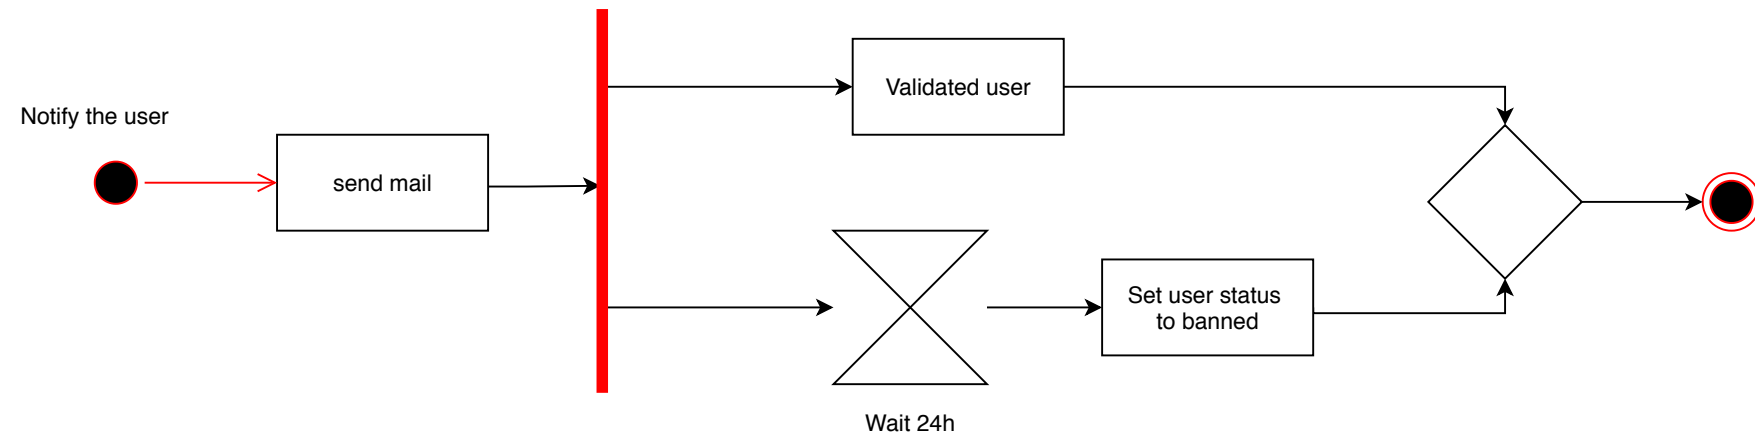 Notify the user
send mail
Validated user
Wait 24h
Set user status
to banned